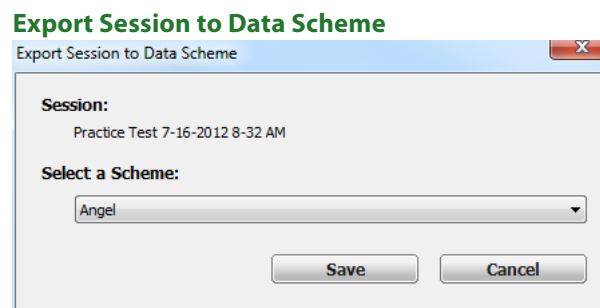 Export Session to Data Scheme
Export Session to Data Scheme
Session:
Practice Test 7-16-2012 8-32 AM
Select a Scheme:
Angel
Save Cancel